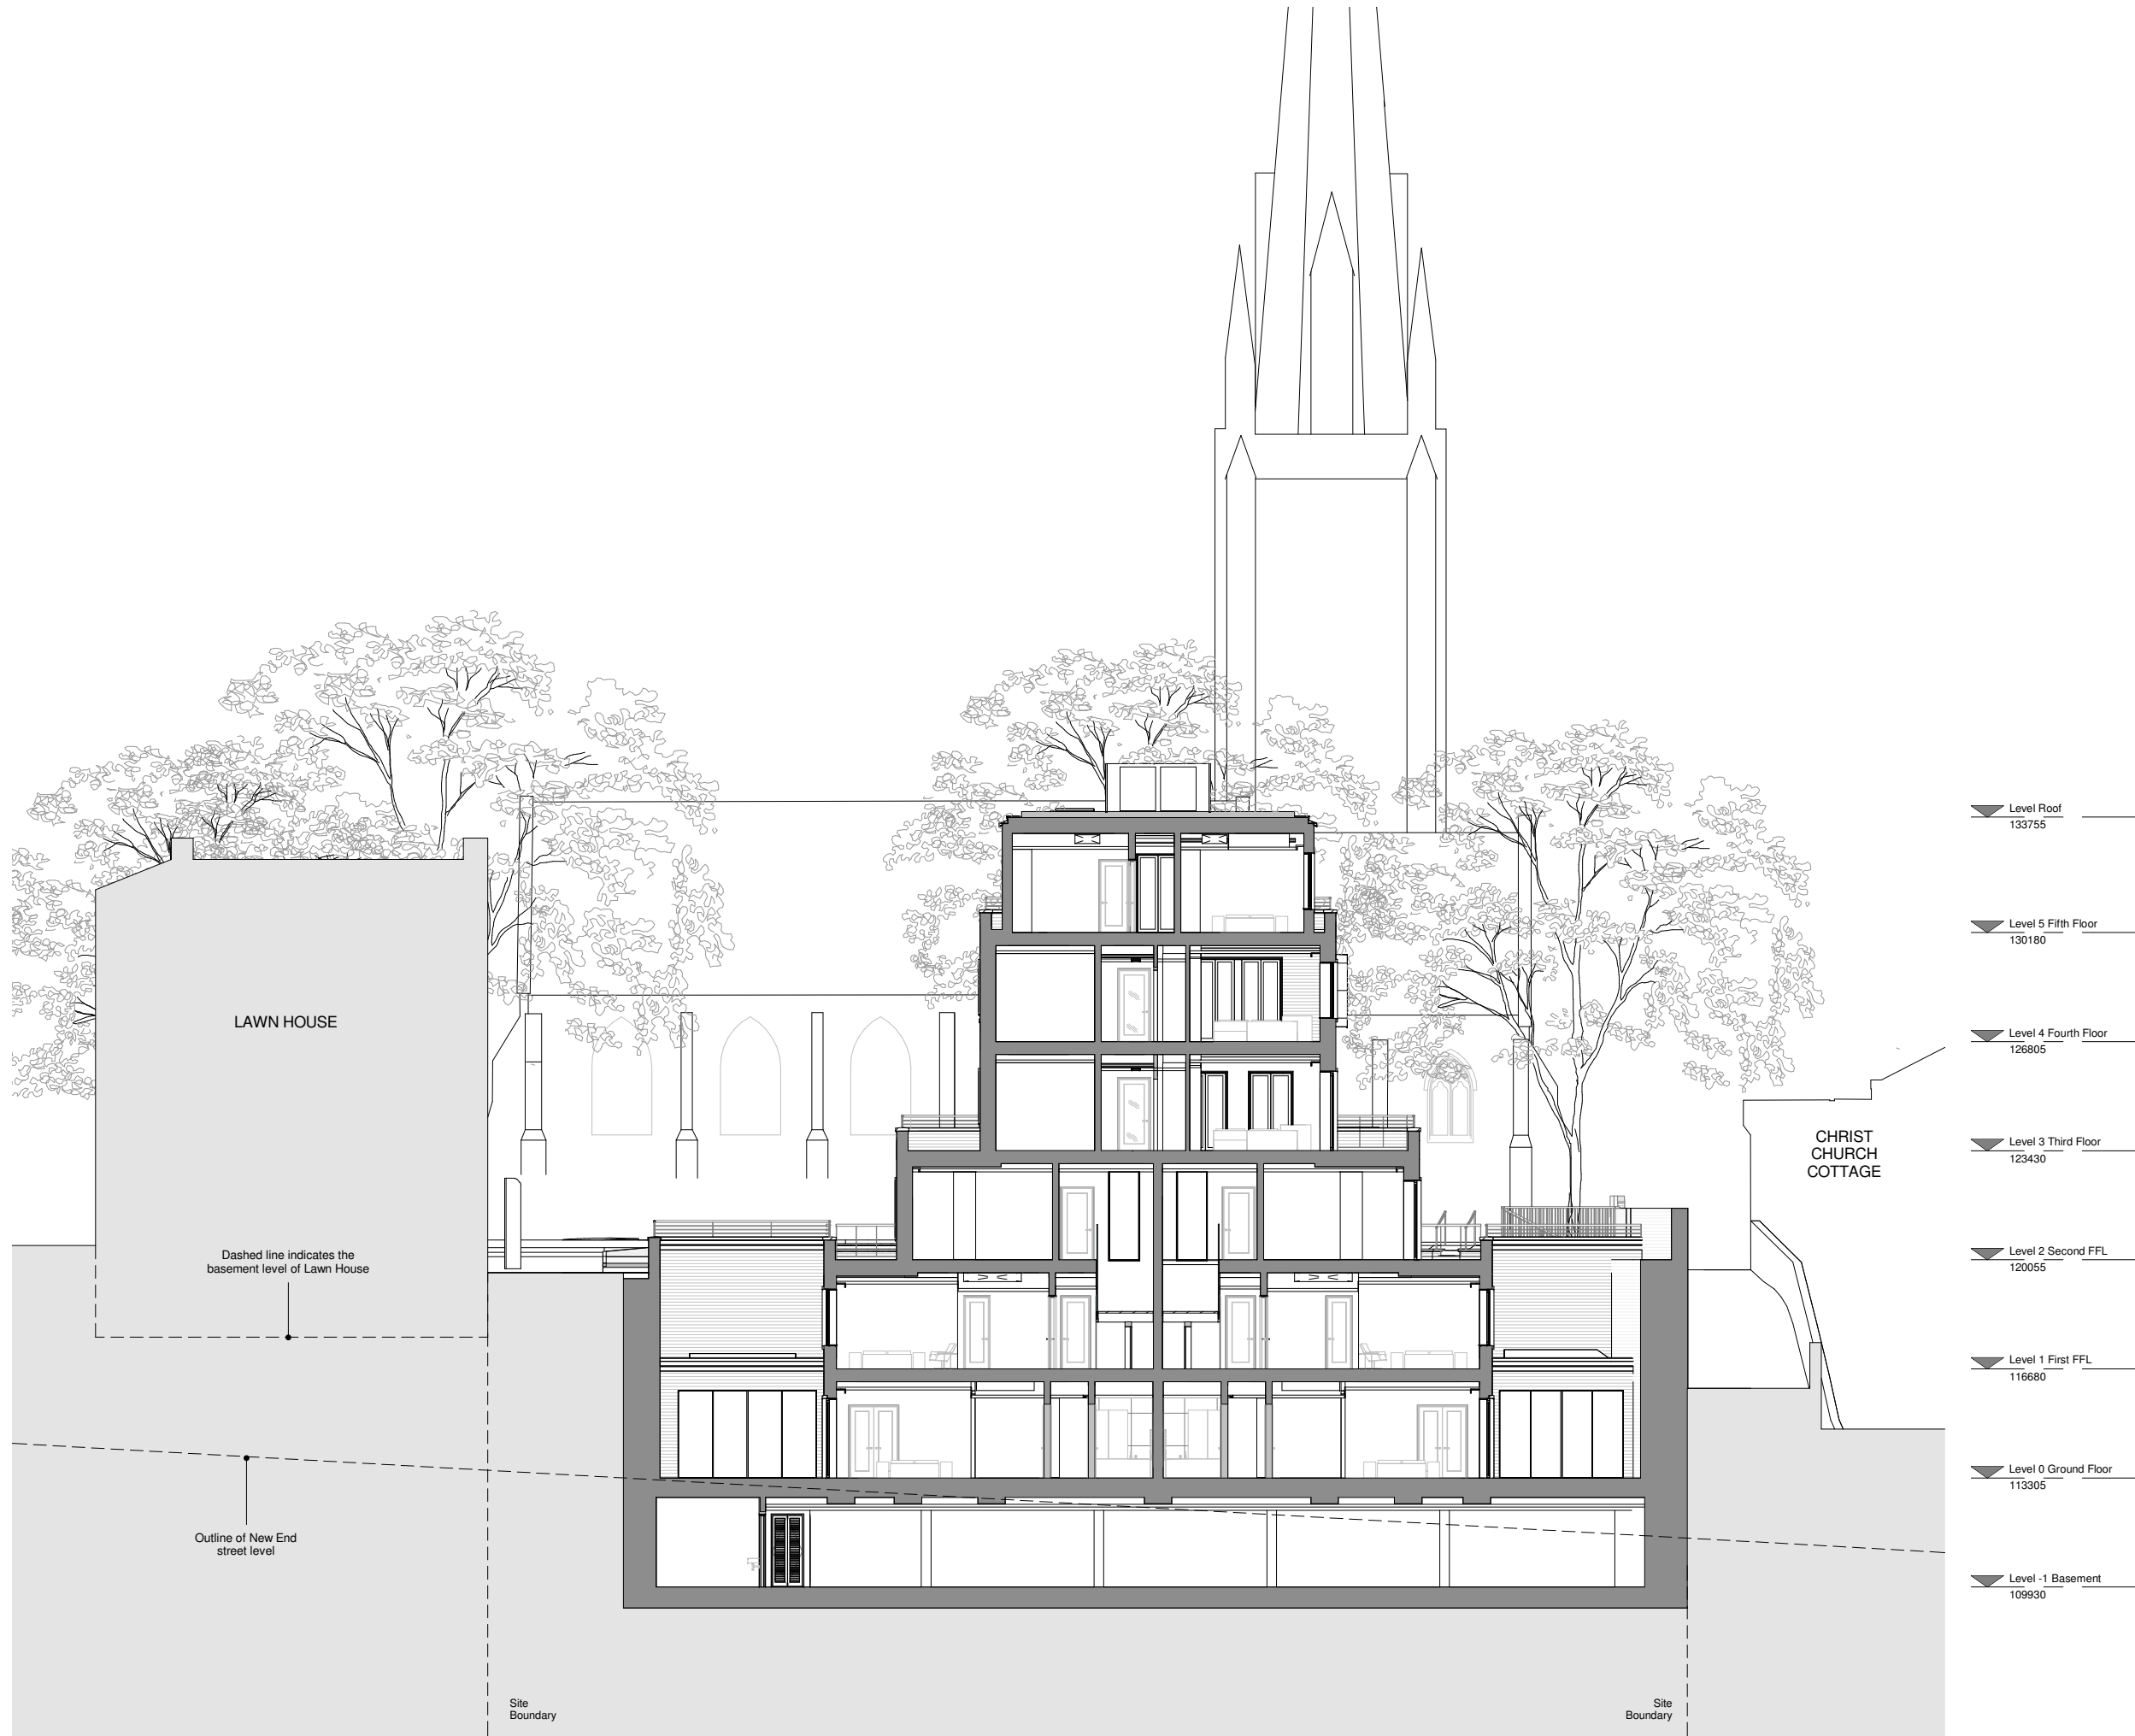 Level Roof
133755
Level 5 Fifth Floor
130180
LAWN HOUSE
Level 4 Fourth Floor
126805
CHRIST
CHURCH
COTTAGE
Level 3 Third Floor
123430
Dashed line indicates the
basement level of Lawn House
Level 2 Second FFL
120055
Level 1 First FFL
116680
Level 0 Ground Floor
113305
Outline of New End
street level
Level -1 Basement
109930
Site
Boundary
Site
Boundary